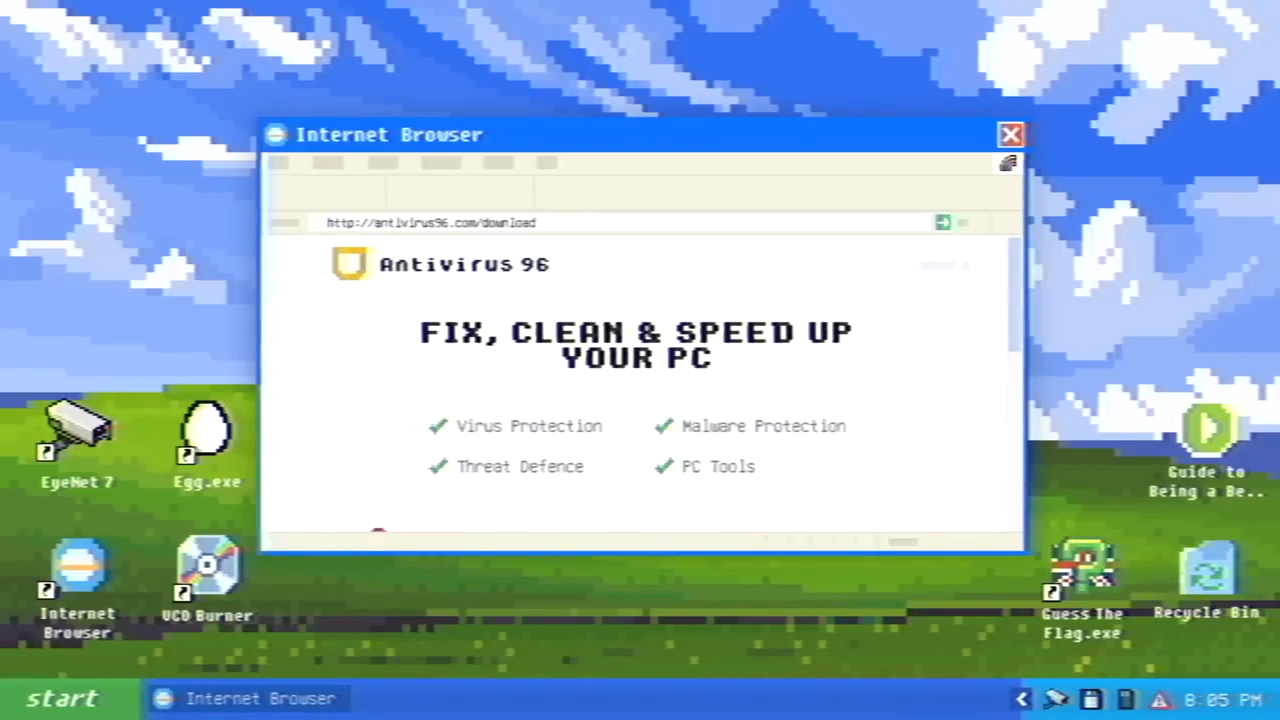 Internet Browser
http://antivirus96.com/download
Antivirus 96
FIX, CLEAN & SPEED UP
YOUR PC
Virus Protection
Malware Protection
Threat Defence
PC Tools
EyeNet 7
Egg.exe
Guide to
Being a Be..
Internet
Browser
VCD Burner
Guess The
Flag.exe
Recycle Bin
start
Internet Browser
8:05 PM